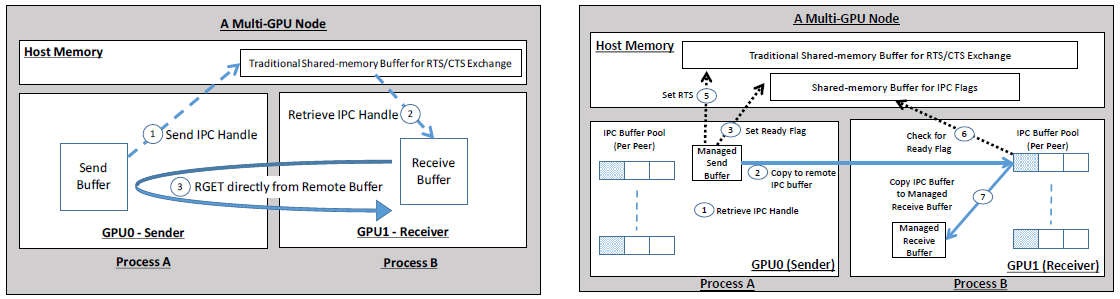 A Multi-GPU Node
Host Memory
Traditional Shared-memory Buffer for RTS/CTS Exchange
1
Send IPC Handle
Retrieve IPC Handle
2
Send
Buffer
Receive
Buffer
3
RGET directly from Remote Buffer
GPU0 - Sender
GPU1 - Receiver
Process A
Process B
A Multi-GPU Node
Host Memory
Traditional Shared-memory Buffer for RTS/CTS Exchange
Shared-memory Buffer for IPC Flags
Set RTS
5
3
Set Ready Flag
IPC Buffer Pool
(Per Peer)
Managed
Send
Buffer
2
Copy to remote
IPC buffer
1
Retrieve IPC Handle
GPU0 (Sender)
Process A
Check for
Ready Flag
6
IPC Buffer Pool
(Per Peer)
Copy IPC Buffer
to Managed
Receive Buffer
7
Managed
Receive
Buffer
GPU1 (Receiver)
Process B